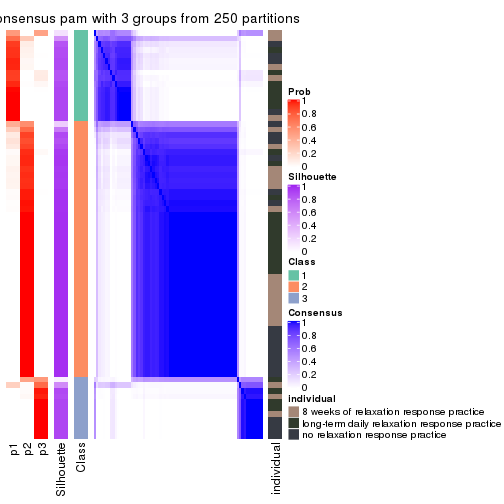 onsensus pam with 3 groups from 250 partitions
Prob
1
0.8
0.6
0.4
0.2
0
Silhouette
1
0.8
0.6
0.4
0.2
0
Class
1
2
3
Consensus
1
0.8
0.6
0.4
0.2
0
individual
8 weeks of relaxation response practice
long-term daily relaxation response practice
no relaxation response practice
p1
p2
p3
Silhouette
Class
individual